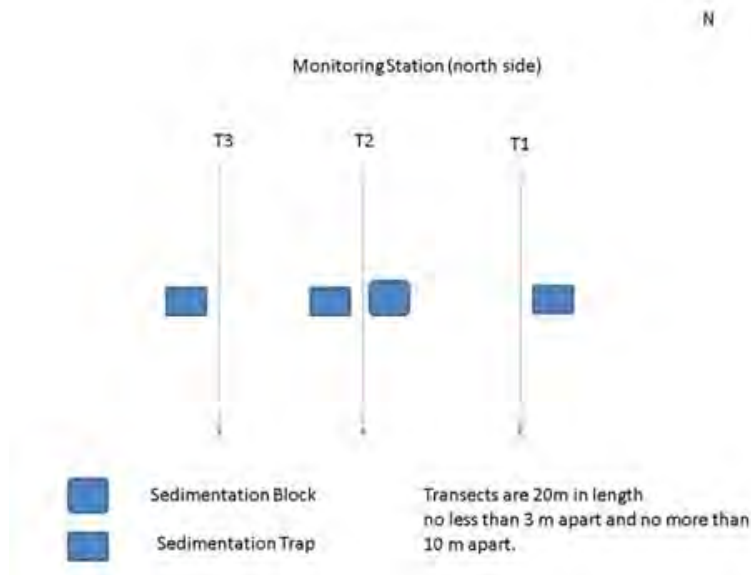 N
Monitoring Station (north side)
T3
T2
T1
Sedimentation Block
Sedimentation Trap
Transects are 20m in length
no less than 3 m apart and no more than
10 m apart.